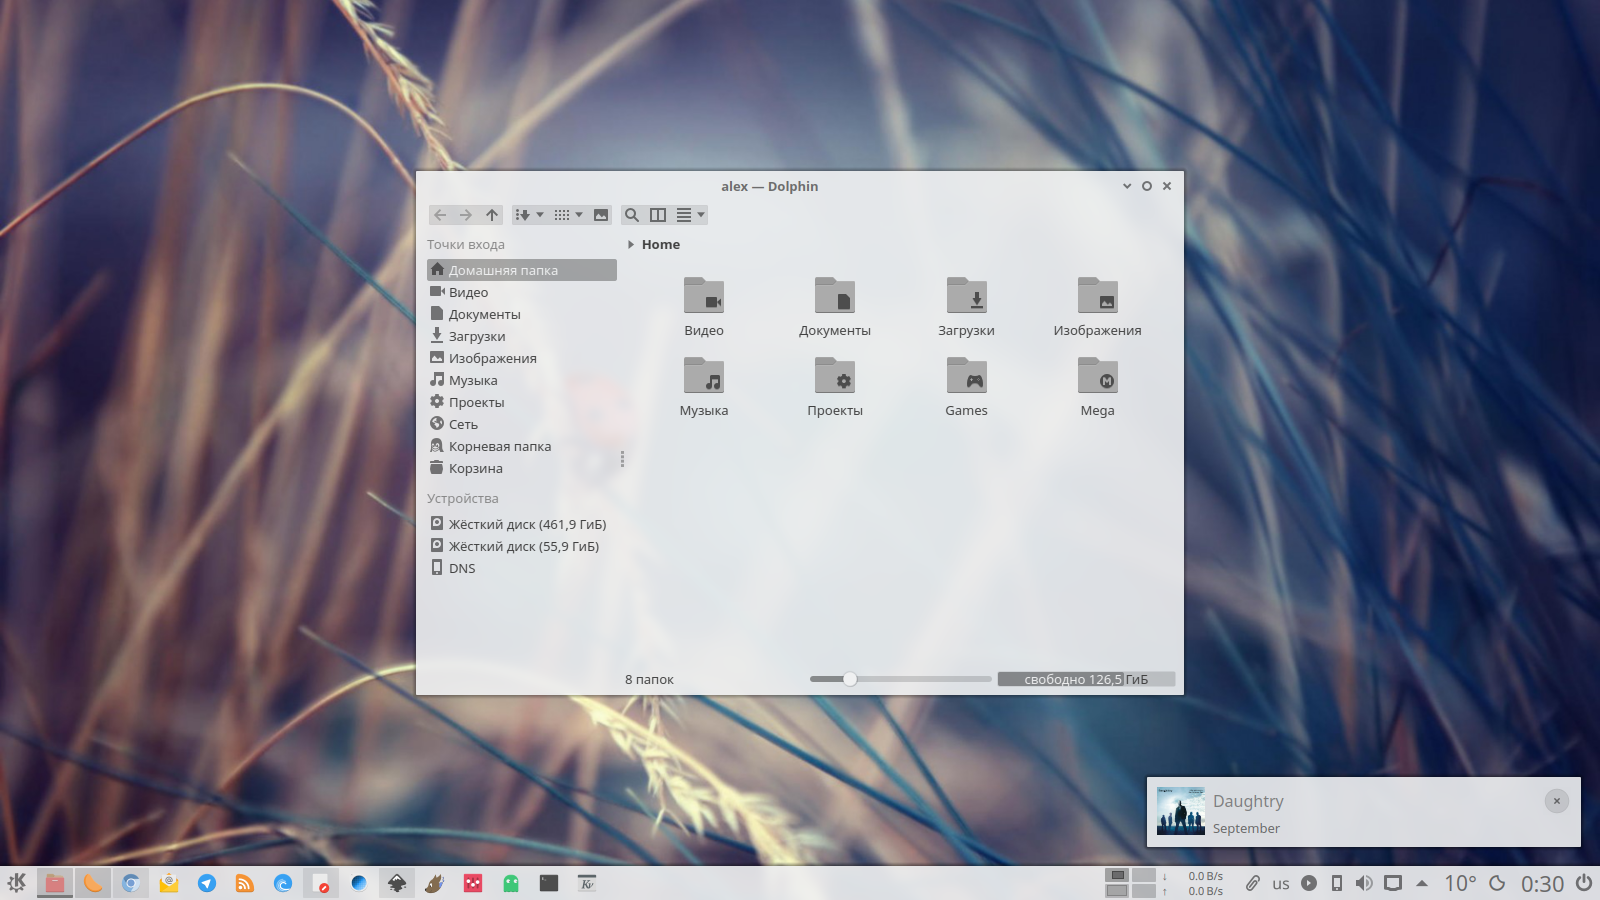 alex — Dolphin
Точки входа
Home
Домашняя папка
Видео
Документы
Загрузки
Изображения
Музыка
Проекты
Сеть
Корневая папка
Корзина
Устройства
Жёсткий диск (461,9 ГиБ)
Жёсткий диск (55,9 ГиБ)
DNS
Видео
Документы
Загрузки
Изображения
Музыка
Проекты
Games
Mega
8 папок
свободно 126,5 ГиБ
Daughtry
September
0.0 B/s
0.0 B/s
us
10°
0:30